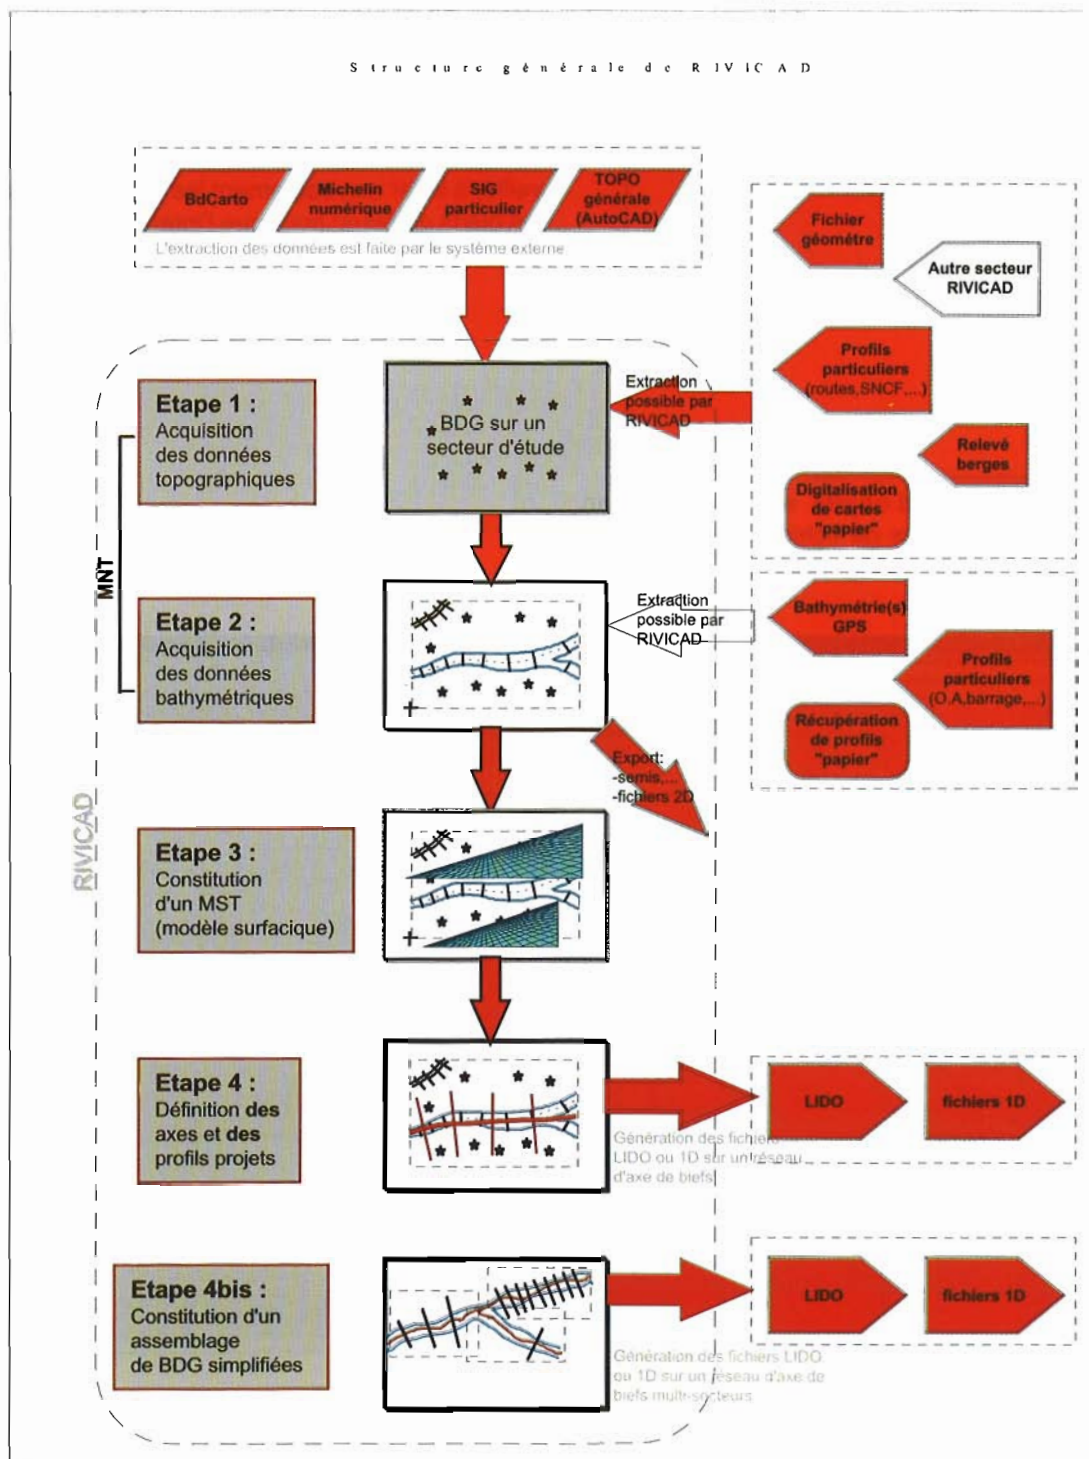 Structure générale de RIVICAD
BdCarto
Michelin
numérique
SIG
particulier
TOPO
générale
(AutoCAD)
L'extraction des données est faite par le système externe
Fichier
géomètre
Autre secteur
RIVICAD
Profils
particuliers
(routes,SNCF,...)
Relevé
berges
Digitalisation
de cartes
"papier"
Extraction
possible par
RIVICAD
Etape 1 :
Acquisition
des données
topographiques
BDG sur un
secteur d'étude
MNT
Etape 2 :
Acquisition
des données
bathymétriques
Extraction
possible par
RIVICAD
Bathymétrie(s)
GPS
Profils
particuliers
(O.A,barrage,...)
Récupération
de profils
"papier"
Export:
-semis,...
-fichiers 2D
RIVICAD
Etape 3 :
Constitution
d'un MST
(modèle surfacique)
Etape 4 :
Définition des
axes et des
profils projets
LIDO
fichiers 1D
Génération des fichiers
LIDO ou 1D sur un réseau
d'axe de biefs
Etape 4bis :
Constitution d'un
assemblage
de BDG simplifiées
LIDO
fichiers 1D
Génération des fichiers LIDO
ou 1D sur un réseau d'axe de
biefs multi-secteurs